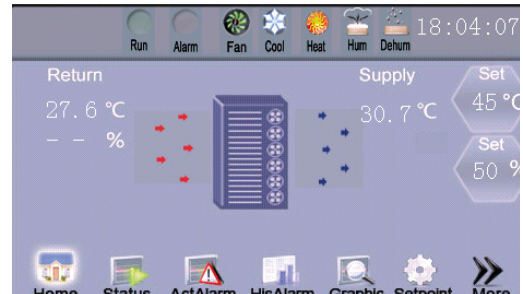 18:04:07
Run Alarm Fan Cool Heat Hum Dehum
Return Supply Set
27.6 °C 30.7 °C 45 °C
-- % Set
50 %
Home Status ActAlarm HisAlarm Graphic Setpoint More